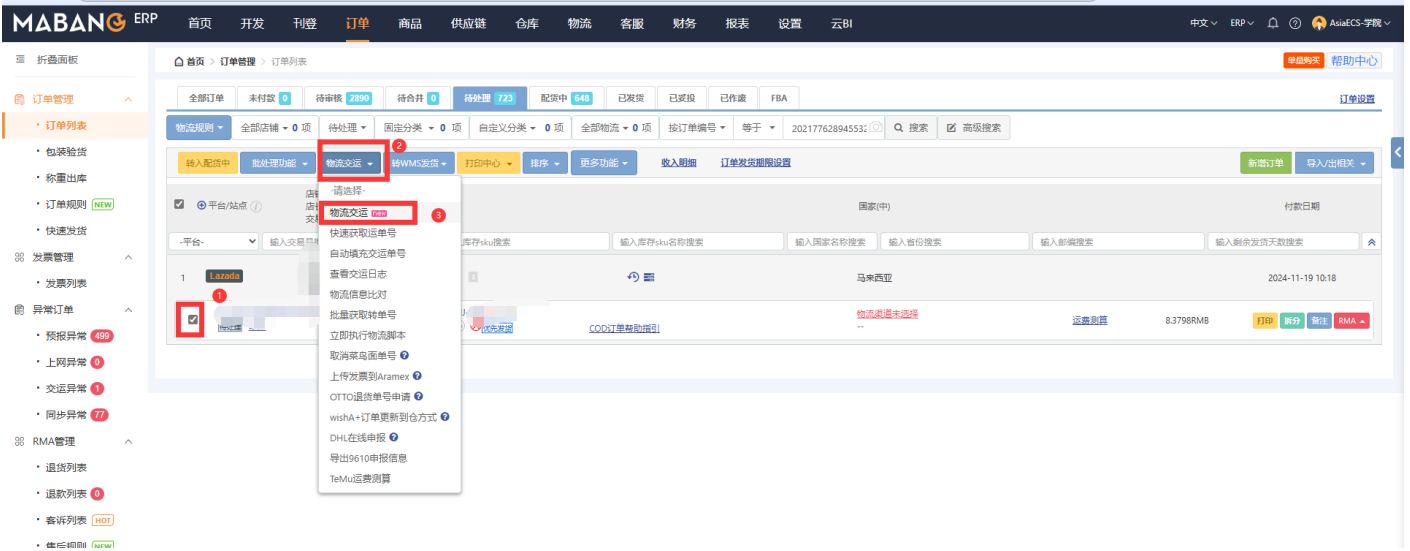 MABANG ERP 首页 开发 刊登 订单 商品 供应链 仓库 物流 客服 财务 报表 设置 云BI 中文 ERP AsiaECS-学院
折叠面板
首页 > 订单管理 > 订单列表 单品购买 帮助中心
订单管理
全部订单 未付款 0 待审核 2890 待合并 0 待处理 723 配货中 648 已发货 已妥投 已作废 FBA 订单设置
订单列表
物流规则 全部店铺 0 项 待处理 固定分类 0 项 自定义分类 0 项 全部物流 0 项 按订单编号 等于 202177628945532 搜索 高级搜索
2
包装验货
转入配货中 批处理功能 物流交运 转WMS发货 打印中心 排序 更多功能 收入明细 订单发货期限设置 新增订单 导入/出相关
称重出库
-请选择-
订单规则 NEW
平台/站点 国家(中) 付款日期
物流交运 new 3
快速发货
快速获取运单号
-平台- 输入库存sku名称搜索 输入国家名称搜索 输入省份搜索 输入邮编搜索 输入剩余发货天数搜索
自动填充交运单号
发票管理
查看交运日志
1 Lazada 马来西亚 2024-11-19 10:18
发票列表
物流信息比对
1
异常订单
批量获取转单号
优先发货 COD订单帮助指引 物流渠道未选择 -- 运费测算 8.3798RMB 打印 拆分 备注 RMA
预报异常 499
立即执行物流脚本
取消菜鸟面单号
上网异常 0
上传发票到Aramex
交运异常 1
OTTO退货单号申请
同步异常 77
wishA+订单更新到仓方式
DHL在线申报
RMA管理
导出9610申报信息
退货列表
TeMu运费测算
退款列表 0
客诉列表 HOT
售后规则 NEW